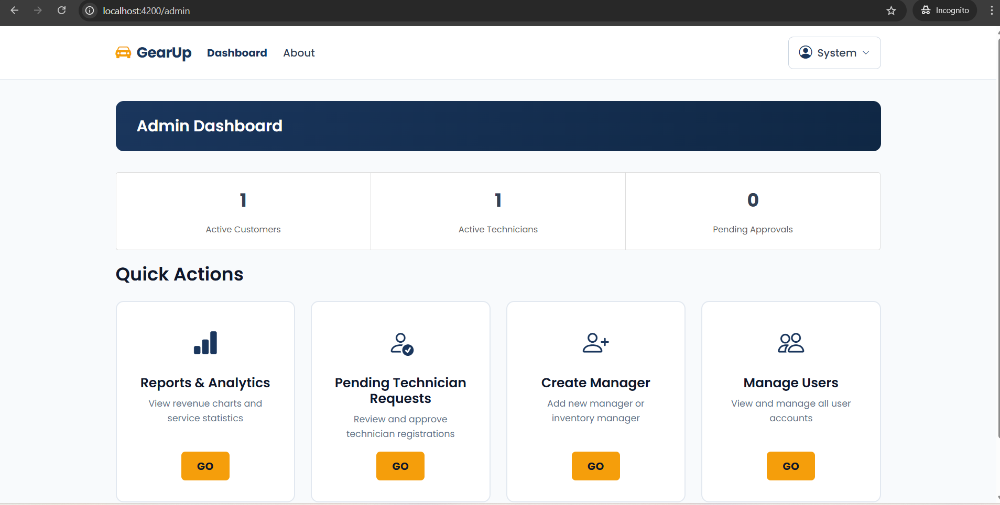 localhost:4200/admin
Incognito
GearUp
Dashboard
About
System
Admin Dashboard
1
Active Customers
1
Active Technicians
0
Pending Approvals
Quick Actions
Reports & Analytics
View revenue charts and
service statistics
GO
Pending Technician
Requests
Review and approve
technician registrations
GO
Create Manager
Add new manager or
inventory manager
GO
Manage Users
View and manage all user
accounts
GO